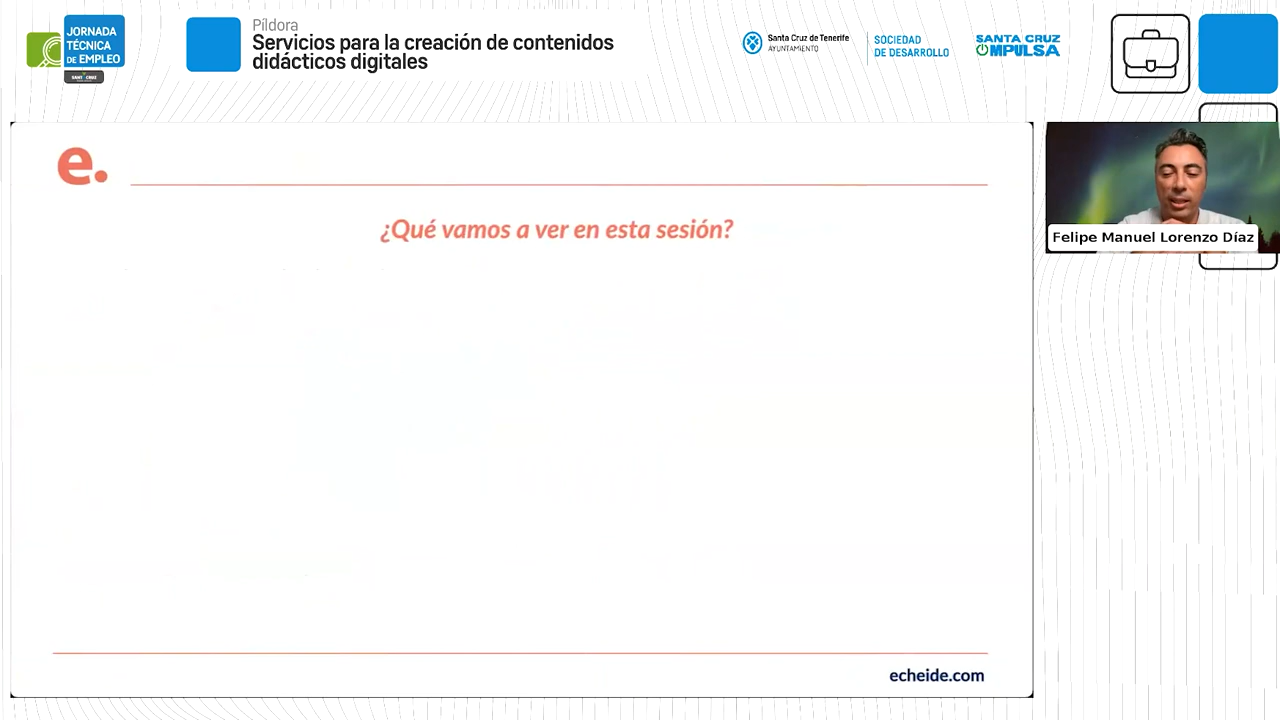 JORNADA
TÉCNICA
DE EMPLEO
Píldora
Servicios para la creación de contenidos
didácticos digitales
Santa Cruz de Tenerife
AYUNTAMIENTO
SOCIEDAD
DE DESARROLLO
SANTA CRUZ
IMPULSA
e.
¿Qué vamos a ver en esta sesión?
Felipe Manuel Lorenzo Díaz
echeide.com